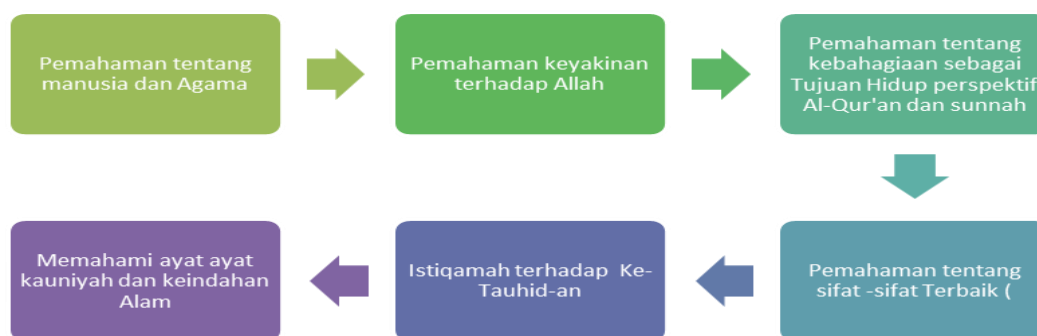 Pemahaman tentang
manusia dan Agama
Pemahaman keyakinan
terhadap Allah
Pemahaman tentang
kebahagiaan sebagai
Tujuan Hidup perspektif
Al-Qur'an dan sunnah
Pemahaman tentang
sifat -sifat Terbaik (
Istiqamah terhadap Ke-
Tauhid-an
Memahami ayat ayat
kauniyah dan keindahan
Alam